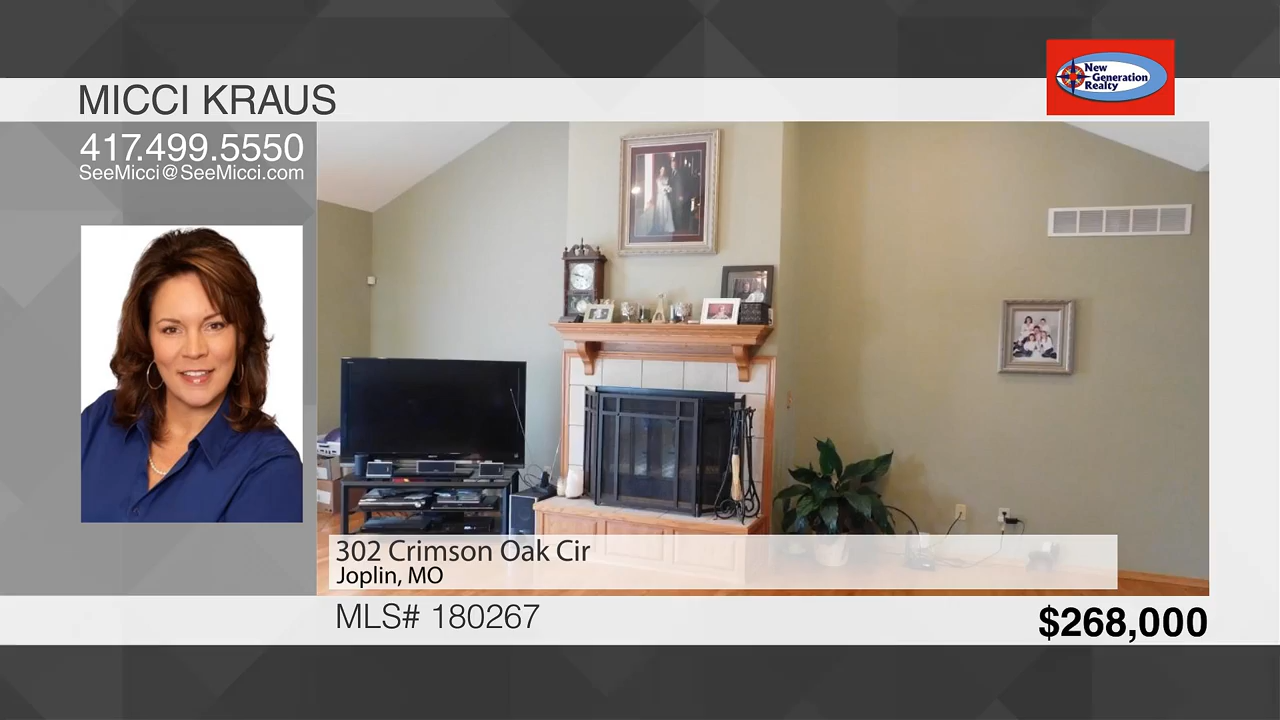 MICCI KRAUS
417.499.5550
SeeMicci@SeeMicci.com
New
Generation
Realty
302 Crimson Oak Cir
Joplin, MO
MLS# 180267
$268,000